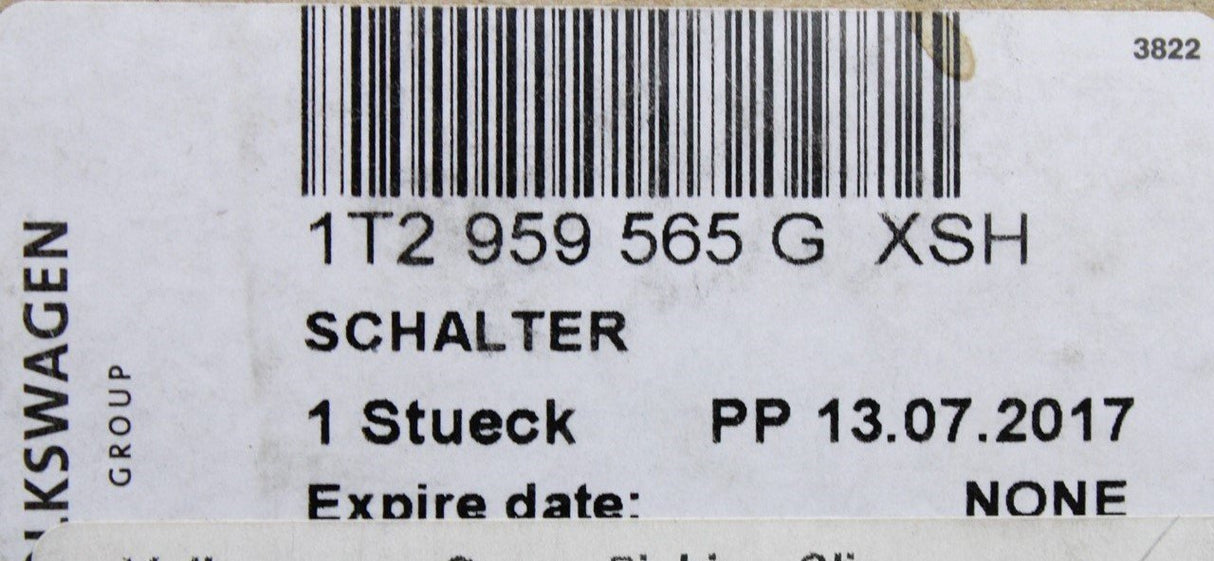 3822
1T2 959 565 G XSH
SCHALTER
1 Stueck PP 13.07.2017
Expire date: NONE
LKSWAGEN
GROUP